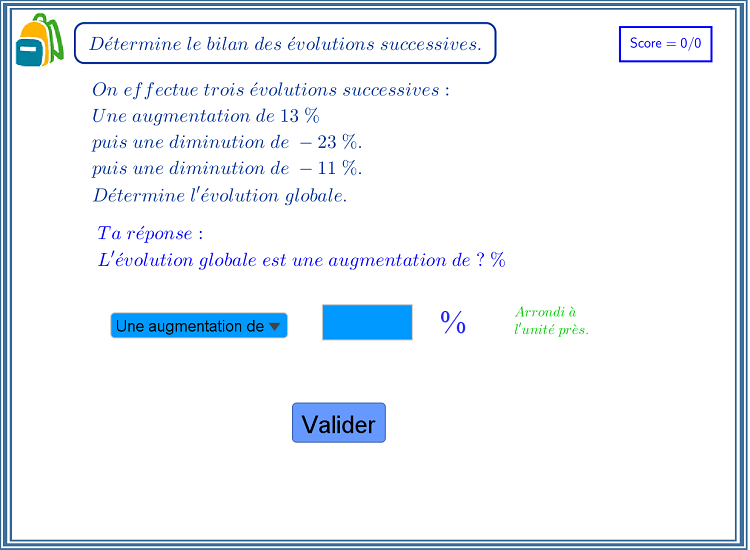 Détermine le bilan des évolutions successives.
Score = 0/0
On effectue trois évolutions successives :
Une augmentation de 13 %
puis une diminution de − 23 %.
puis une diminution de − 11 %.
Détermine l'évolution globale.
Ta réponse :
L'évolution globale est une augmentation de ? %
Une augmentation de
%
Arrondi à
l'unité près.
Valider